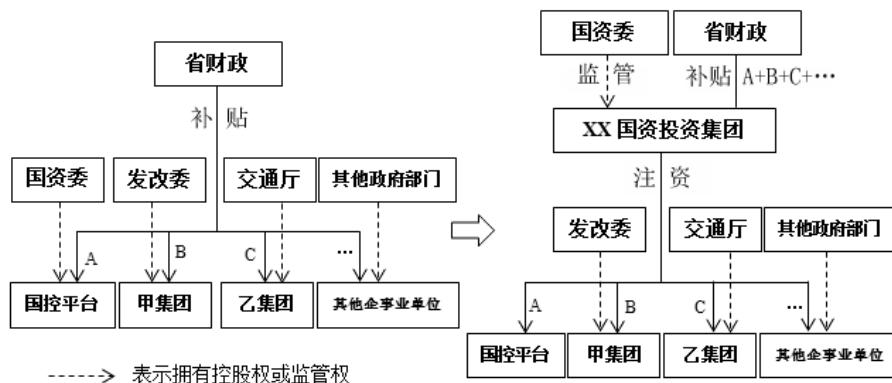 省财政
补 贴
国资委 发改委 交通厅 其他政府部门
A B C …
国控平台 甲集团 乙集团 其他企事业单位
-----> 表示拥有控股权或监管权
国资委 省财政
监 管 补贴 A+B+C+…
XX 国资投资集团
注 资
发改委 交通厅 其他政府部门
A B C …
国控平台 甲集团 乙集团 其他企事业单位